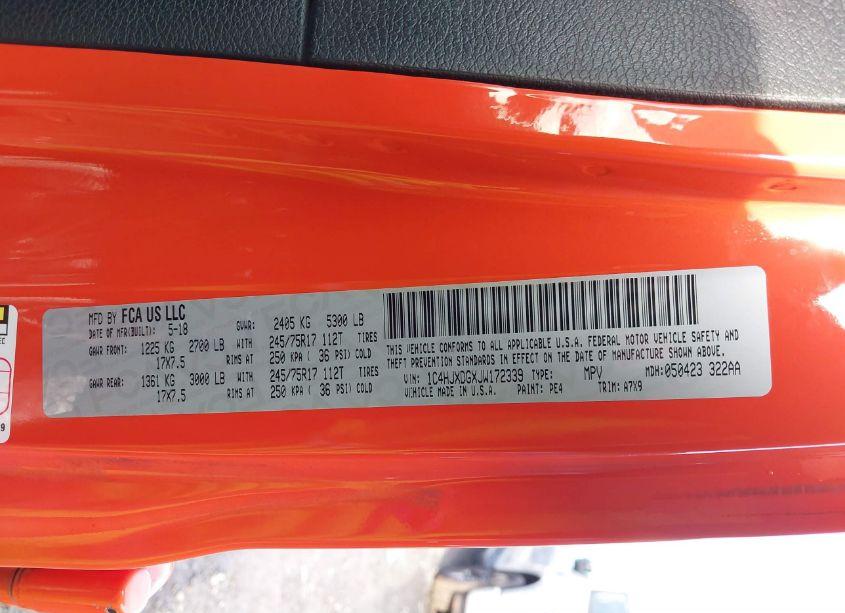 MFD BY FCA US LLC
DATE OF MFR(BUILT): 5-18 GVWR: 2405 KG 5300 LB
GAWR FRONT: 1225 KG 2700 LB WITH 245/75R17 112T TIRES
17X7.5 RIMS AT 250 KPA ( 36 PSI) COLD
GAWR REAR: 1361 KG 3000 LB WITH 245/75R17 112T TIRES
17X7.5 RIMS AT 250 KPA ( 36 PSI) COLD
THIS VEHICLE CONFORMS TO ALL APPLICABLE U.S.A. FEDERAL MOTOR VEHICLE SAFETY AND
THEFT PREVENTION STANDARDS IN EFFECT ON THE DATE OF MANUFACTURE SHOWN ABOVE.
VIN: 1C4HJXDGXJW172339 TYPE: MPV MDH: 050423 322AA
VEHICLE MADE IN U.S.A. PAINT: PE4 TRIM: A7X9
EC
9